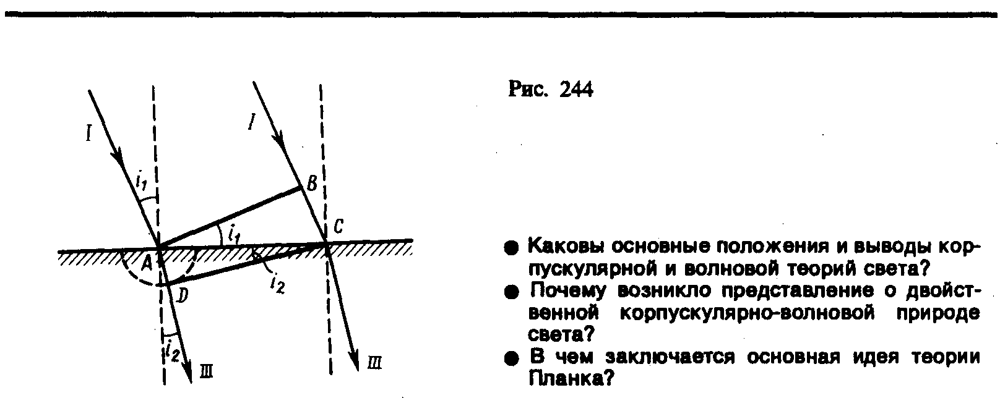 Рис. 244
I
I
i₁
B
i₁
C
A
D
i₂
i₂
III
III
● Каковы основные положения и выводы кор-
пускулярной и волновой теорий света?
● Почему возникло представление о двойст-
венной корпускулярно-волновой природе
света?
● В чем заключается основная идея теории
Планка?